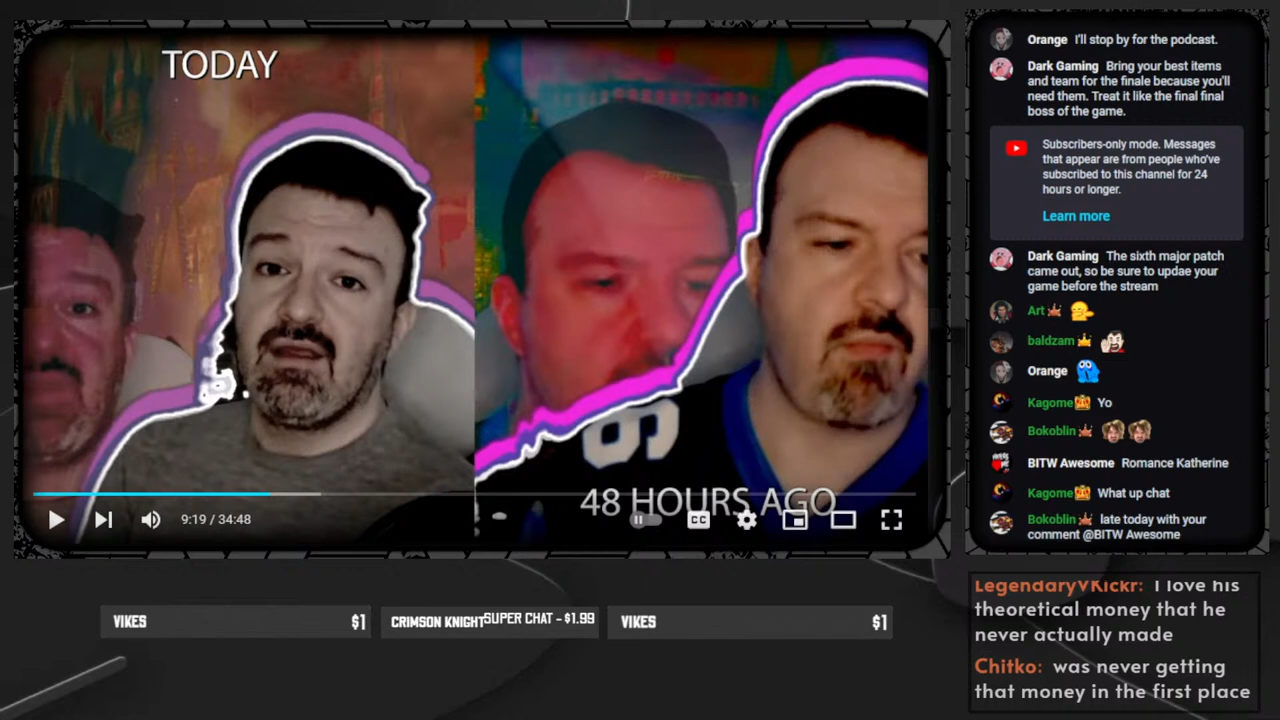 TODAY
48 HOURS AGO
9:19 / 34:48
CC
VIKES $1
CRIMSON KNIGHT SUPER CHAT - $1.99
VIKES $1
Orange I'll stop by for the podcast.
Dark Gaming Bring your best items
and team for the finale because you'll
need them. Treat it like the final final
boss of the game.
Subscribers-only mode. Messages
that appear are from people who've
subscribed to this channel for 24
hours or longer.
Learn more
Dark Gaming The sixth major patch
came out, so be sure to updae your
game before the stream
Art
baldzam
Orange
Kagome Yo
Bokoblin
BITW Awesome Romance Katherine
Kagome What up chat
Bokoblin late today with your
comment @BITW Awesome
LegendaryVKickr: I love his
theoretical money that he
never actually made
Chitko: was never getting
that money in the first place